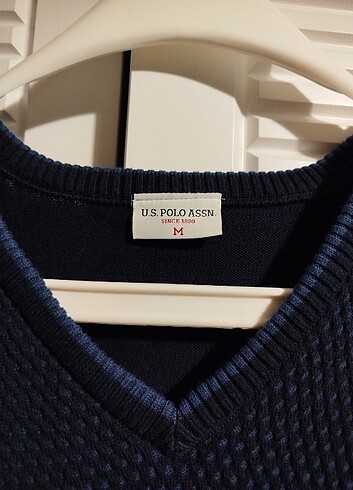 U.S. POLO ASSN.
SINCE 1890
M